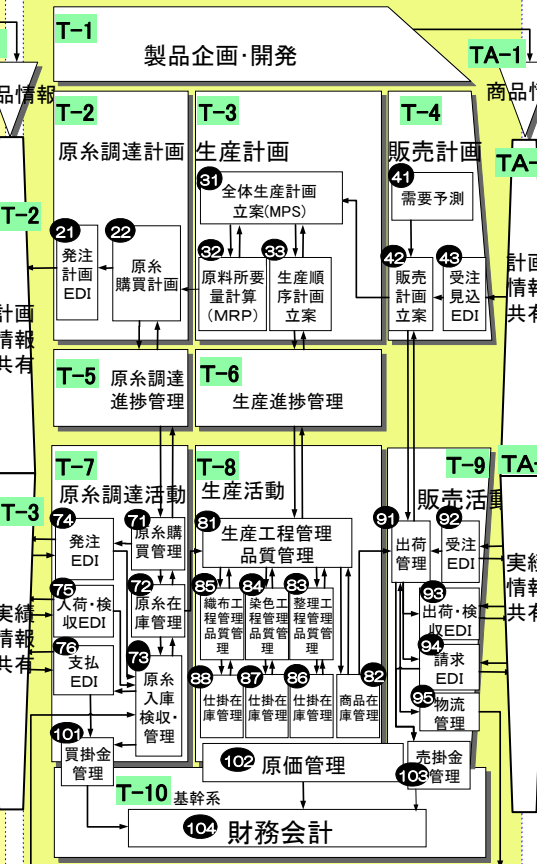 T-1
製品企画・開発
TA-1
品情報
商品情
T-2
原糸調達計画
T-3
生産計画
T-4
販売計画
TA-
T-2
計画
情報
共有
21
発注
計画
EDI
22
原糸
購買計画
31
全体生産計画
立案(MPS)
32
原料所要
量計算
(MRP)
33
生産順
序計画
立案
41
需要予測
42
販売
計画
立案
43
受注
見込
EDI
計画
情報
共有
T-5
原糸調達
進捗管理
T-6
生産進捗管理
T-7
原糸調達活動
T-8
生産活動
T-9
販売活動
TA-
T-3
実績
情報
共有
74
発注
EDI
71
原糸購
買管理
75
入荷・検
収EDI
72
原糸在
庫管理
76
支払
EDI
73
原糸
入庫
検収・
管理
101
買掛金
管理
81
生産工程管理
品質管理
85
織布工
程管理
品質管
理
84
染色工
程管理
品質管
理
83
整理工
程管理
品質管
理
88
仕掛在
庫管理
87
仕掛在
庫管理
86
仕掛在
庫管理
82
商品在
庫管理
91
出荷
管理
92
受注
EDI
93
出荷・検
収EDI
94
請求
EDI
95
物流
管理
実績
情報
共有
102
原価管理
103
売掛金
管理
T-10
基幹系
104
財務会計